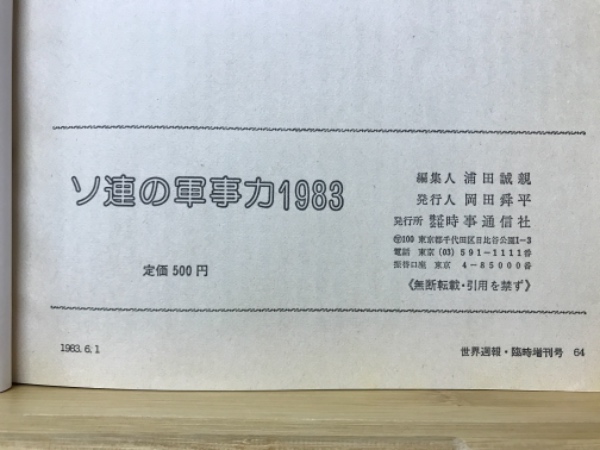 ソ連の軍事力1983
定価 500 円
編集人 浦田誠親
発行人 岡田舜平
発行所 株式会社 時事通信社
〒100 東京都千代田区日比谷公園1-3
電話 東京 (03) 591-1111番
振替口座 東京 4-85000番
《無断転載・引用を禁ず》
1983.6.1
世界週報・臨時増刊号 64